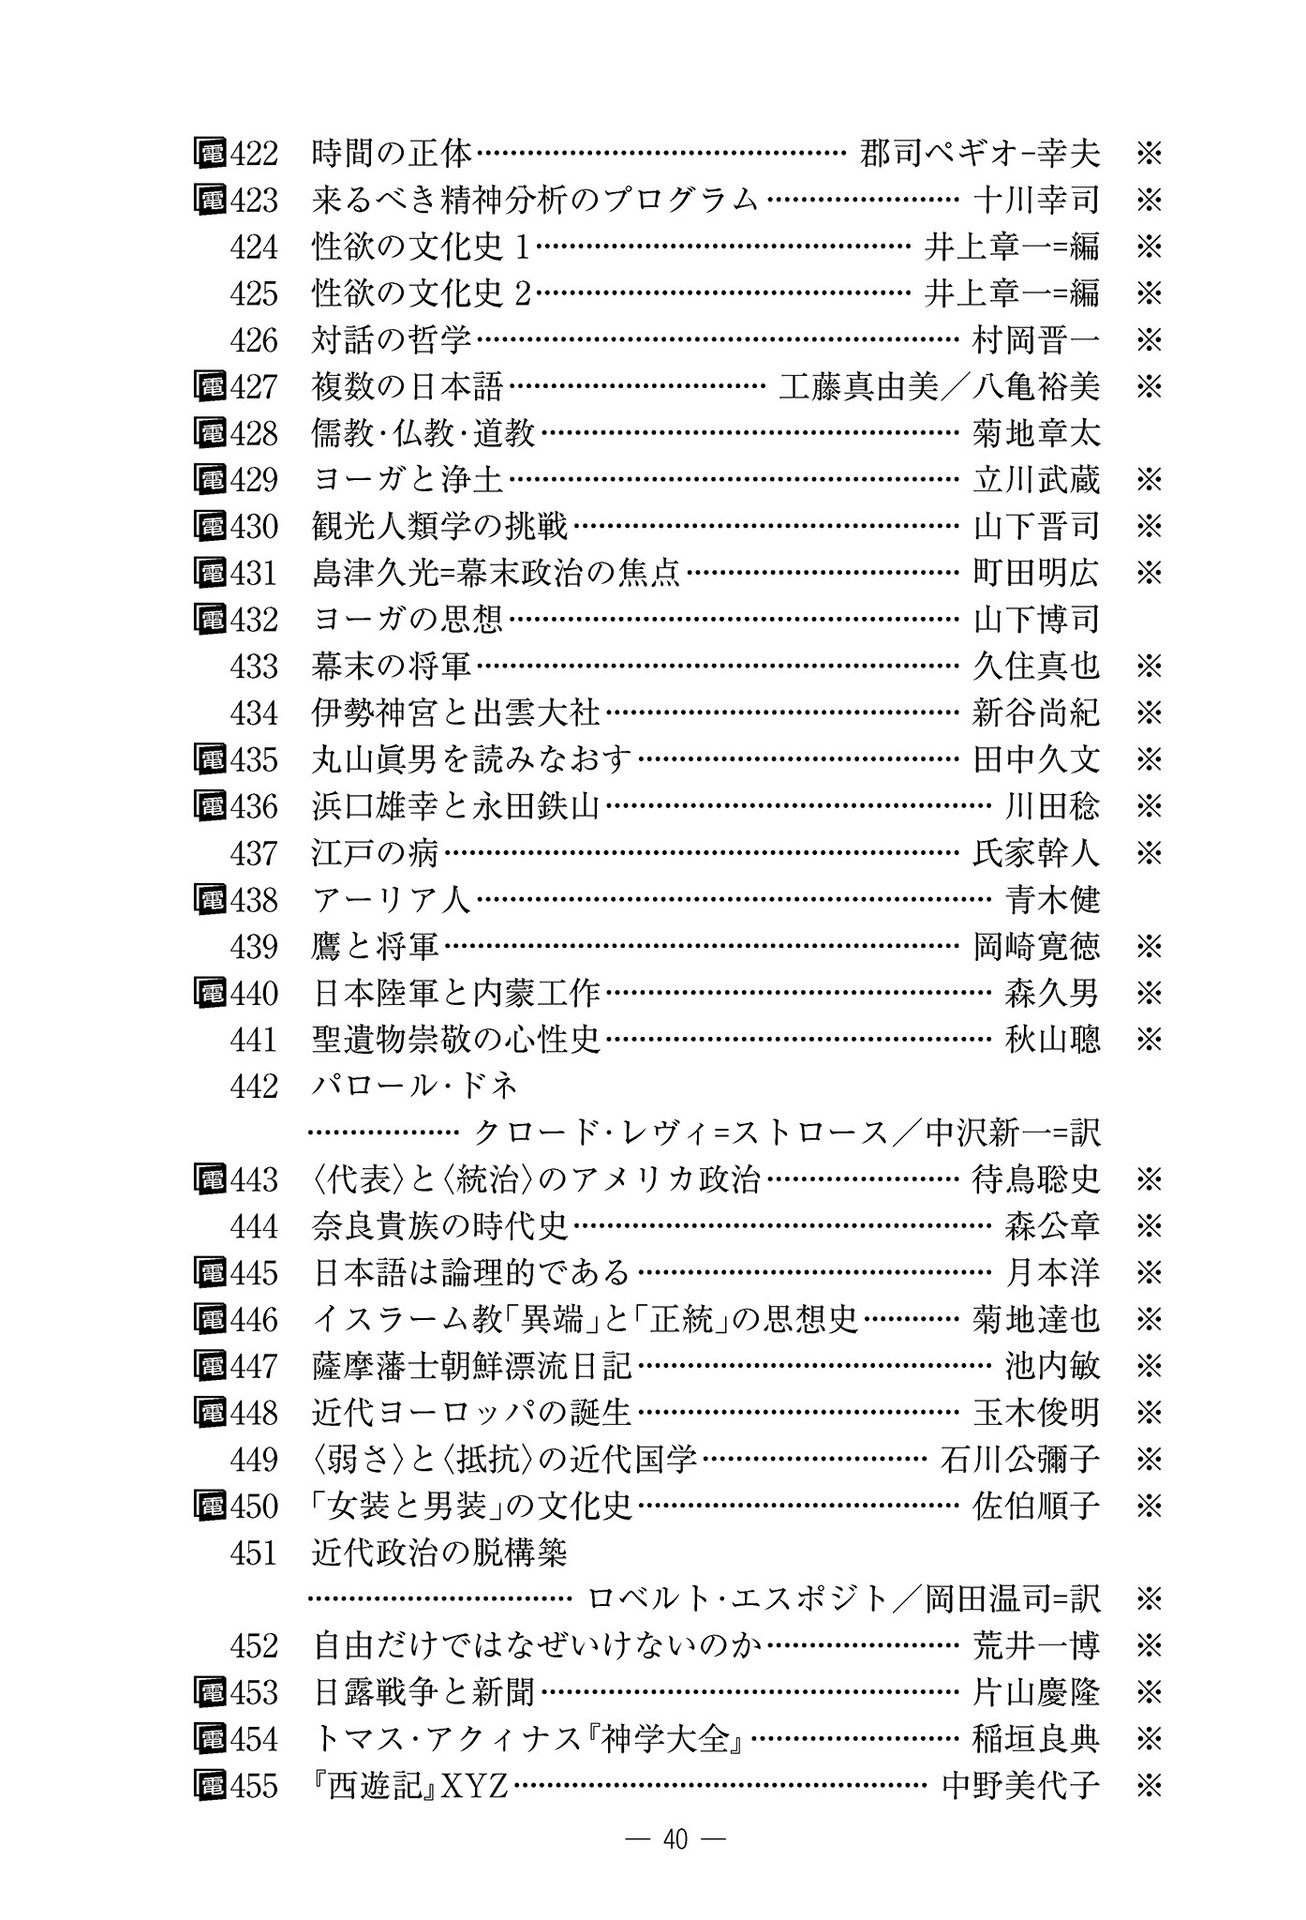 電422 時間の正体……………………………………郡司ペギオ-幸夫 ※
電423 来るべき精神分析のプログラム…………………十川幸司 ※
424 性欲の文化史 1……………………………………井上章一=編 ※
425 性欲の文化史 2……………………………………井上章一=編 ※
426 対話の哲学……………………………………………村岡晋一 ※
電427 複数の日本語………………………工藤真由美／八亀裕美 ※
電428 儒教・仏教・道教……………………………………菊地章太
電429 ヨーガと浄土…………………………………………立川武蔵 ※
電430 観光人類学の挑戦……………………………………山下晋司 ※
電431 島津久光=幕末政治の焦点…………………………町田明広 ※
電432 ヨーガの思想…………………………………………山下博司
433 幕末の将軍……………………………………………久住真也 ※
434 伊勢神宮と出雲大社…………………………………新谷尚紀 ※
電435 丸山眞男を読みなおす………………………………田中久文 ※
電436 浜口雄幸と永田鉄山……………………………………川田稔 ※
437 江戸の病………………………………………………氏家幹人 ※
電438 アーリア人………………………………………………青木健
439 鷹と将軍………………………………………………岡崎寛徳 ※
電440 日本陸軍と内蒙工作……………………………………森久男 ※
441 聖遺物崇敬の心性史……………………………………秋山聰 ※
442 パロール・ドネ
………………クロード・レヴィ=ストロース／中沢新一=訳
電443 〈代表〉と〈統治〉のアメリカ政治…………………待鳥聡史 ※
444 奈良貴族の時代史………………………………………森公章 ※
電445 日本語は論理的である…………………………………月本洋 ※
電446 イスラーム教「異端」と「正統」の思想史…………菊地達也 ※
電447 薩摩藩士朝鮮漂流日記…………………………………池内敏 ※
電448 近代ヨーロッパの誕生………………………………玉木俊明 ※
449 〈弱さ〉と〈抵抗〉の近代国学……………………石川公彌子 ※
電450 「女装と男装」の文化史………………………………佐伯順子 ※
451 近代政治の脱構築
…………………………ロベルト・エスポジト／岡田温司=訳 ※
452 自由だけではなぜいけないのか……………………荒井一博 ※
電453 日露戦争と新聞………………………………………片山慶隆 ※
電454 トマス・アクィナス『神学大全』……………………稲垣良典 ※
電455 『西遊記』XYZ………………………………………中野美代子 ※
— 40 —